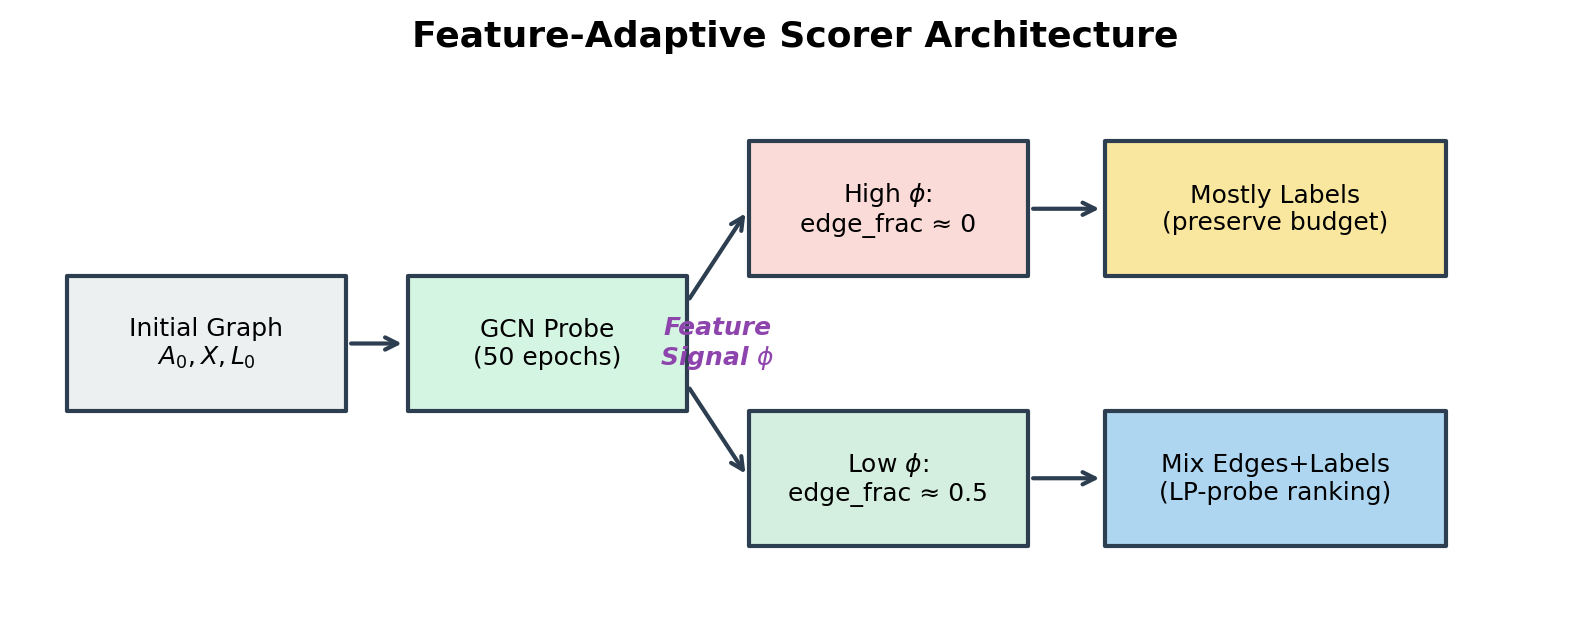 Feature-Adaptive Scorer Architecture
Initial Graph
A₀, X, L₀
GCN Probe
(50 epochs)
Feature
Signal ϕ
High ϕ:
edge_frac ≈ 0
Mostly Labels
(preserve budget)
Low ϕ:
edge_frac ≈ 0.5
Mix Edges+Labels
(LP-probe ranking)